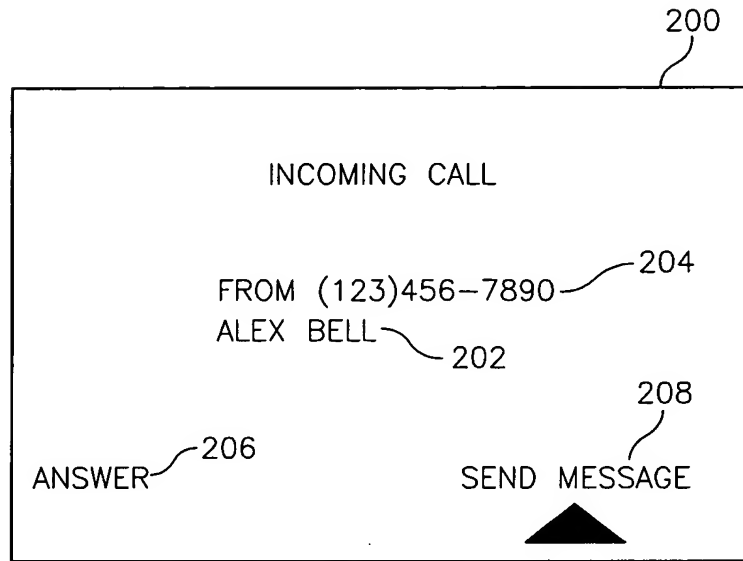 200
INCOMING CALL
FROM (123)456-7890 204
ALEX BELL 202
208
ANSWER 206 SEND MESSAGE